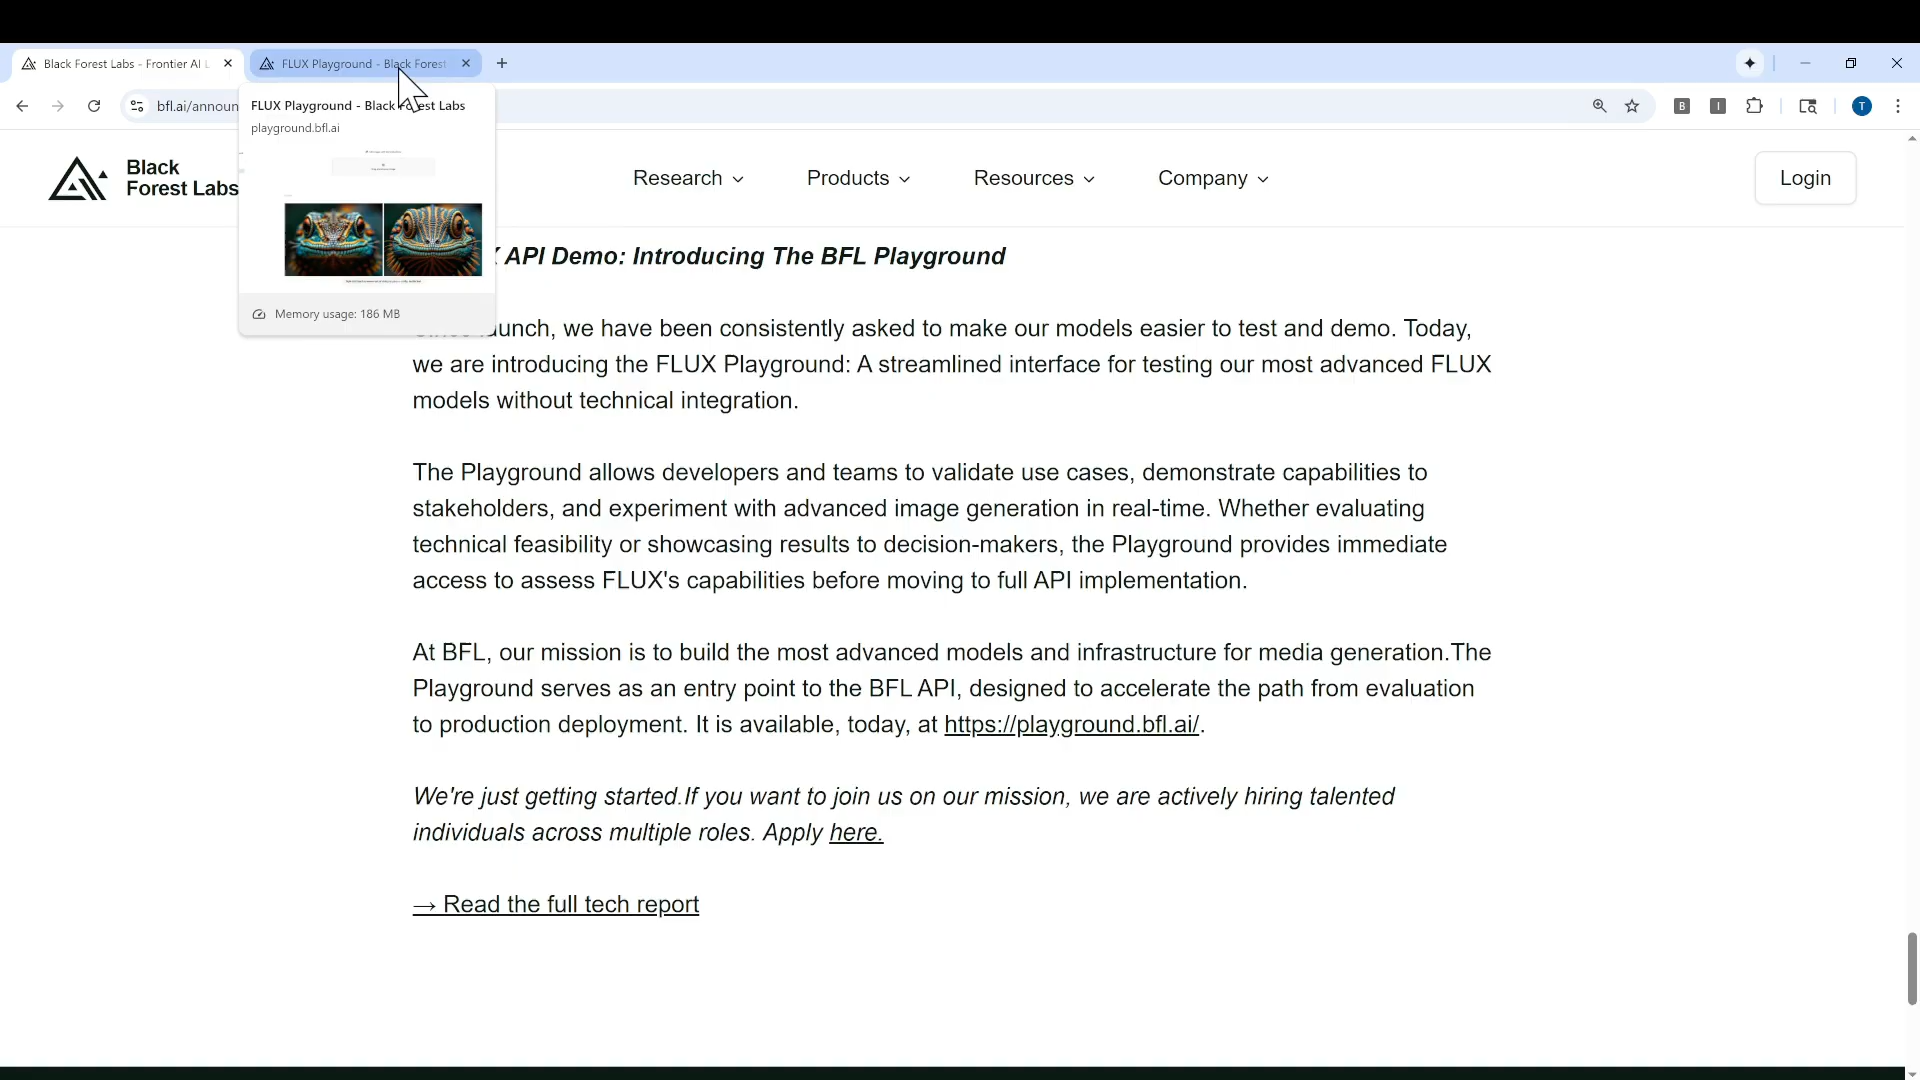 Black Forest Labs - Frontier AI L
FLUX Playground - Black Forest
bfl.ai/announ
FLUX Playground - Black Forest Labs
playground.bfl.ai
Memory usage: 186 MB
B
I
T
Black
Forest Labs
Research
Products
Resources
Company
Login
API Demo: Introducing The BFL Playground
launch, we have been consistently asked to make our models easier to test and demo. Today,
we are introducing the FLUX Playground: A streamlined interface for testing our most advanced FLUX
models without technical integration.
The Playground allows developers and teams to validate use cases, demonstrate capabilities to
stakeholders, and experiment with advanced image generation in real-time. Whether evaluating
technical feasibility or showcasing results to decision-makers, the Playground provides immediate
access to assess FLUX's capabilities before moving to full API implementation.
At BFL, our mission is to build the most advanced models and infrastructure for media generation.The
Playground serves as an entry point to the BFL API, designed to accelerate the path from evaluation
to production deployment. It is available, today, at https://playground.bfl.ai/.
We're just getting started.If you want to join us on our mission, we are actively hiring talented
individuals across multiple roles. Apply here.
→ Read the full tech report